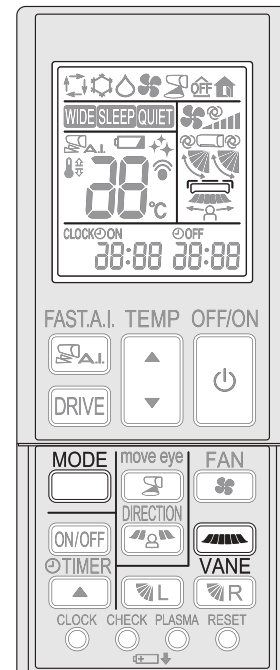 OFF
WIDE SLEEP QUIET
A.I.
88 °C
CLOCK ON OFF
88:88 88:88
FAST.A.I. TEMP OFF/ON
A.I.
DRIVE
MODE move eye FAN
DIRECTION
ON/OFF
TIMER VANE
L R
CLOCK CHECK PLASMA RESET